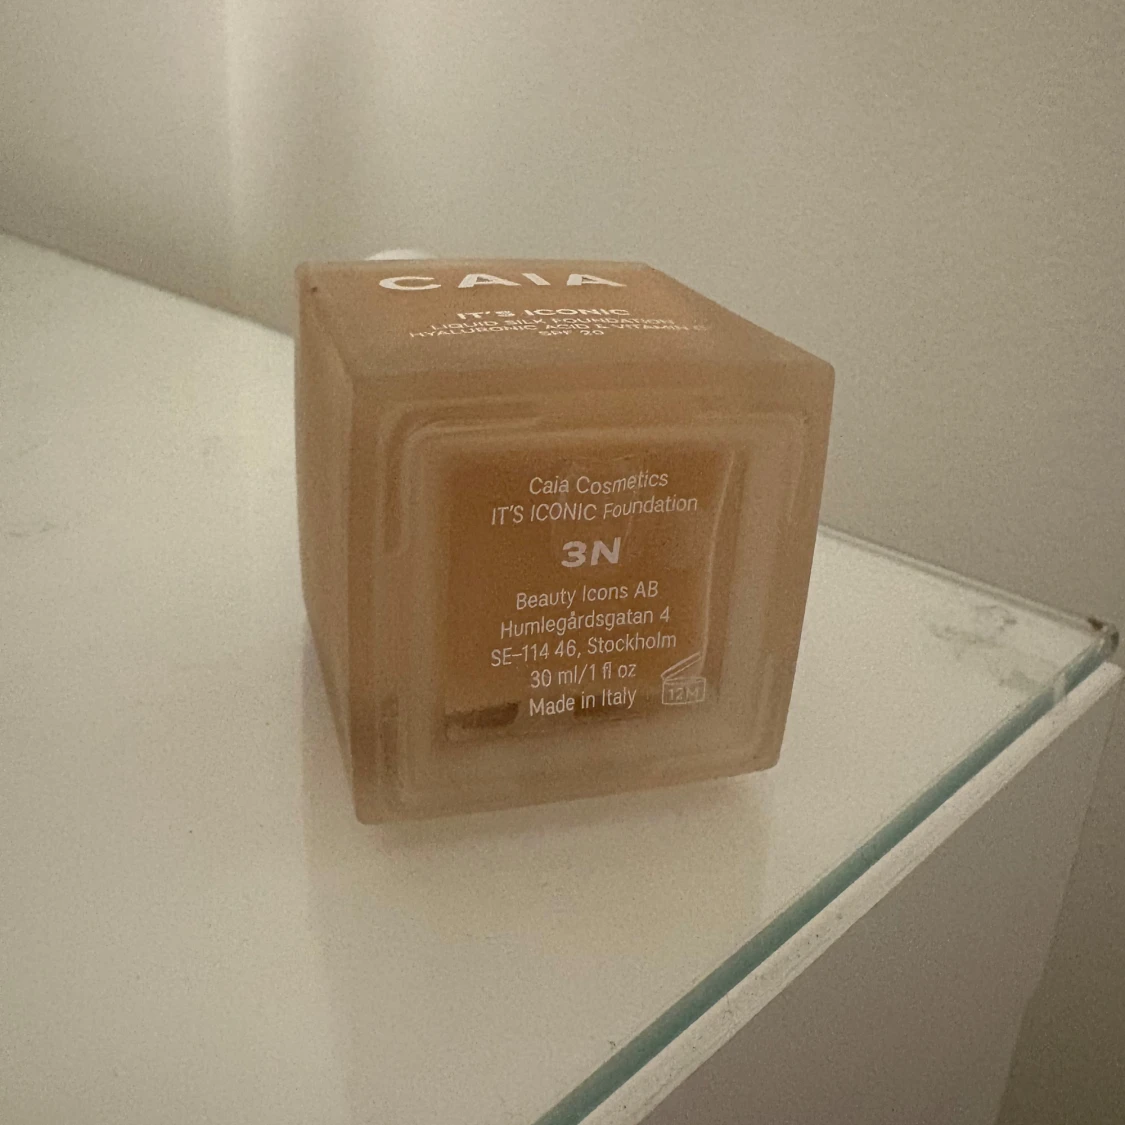 CAIA
IT'S ICONIC
LIQUID SILK FOUNDATION
HYALURONIC ACID & VITAMIN E
SPF 20
Caia Cosmetics
IT'S ICONIC Foundation
3N
Beauty Icons AB
Humlegårdsgatan 4
SE–114 46, Stockholm
30 ml/1 fl oz
Made in Italy
12M